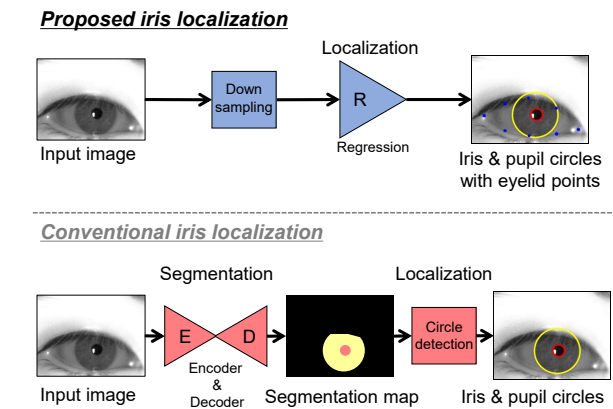 Proposed iris localization
Localization
Down
sampling
R
Input image
Regression
Iris & pupil circles
with eyelid points
Conventional iris localization
Segmentation
Localization
E
D
Circle
detection
Encoder
&
Decoder
Input image
Segmentation map
Iris & pupil circles